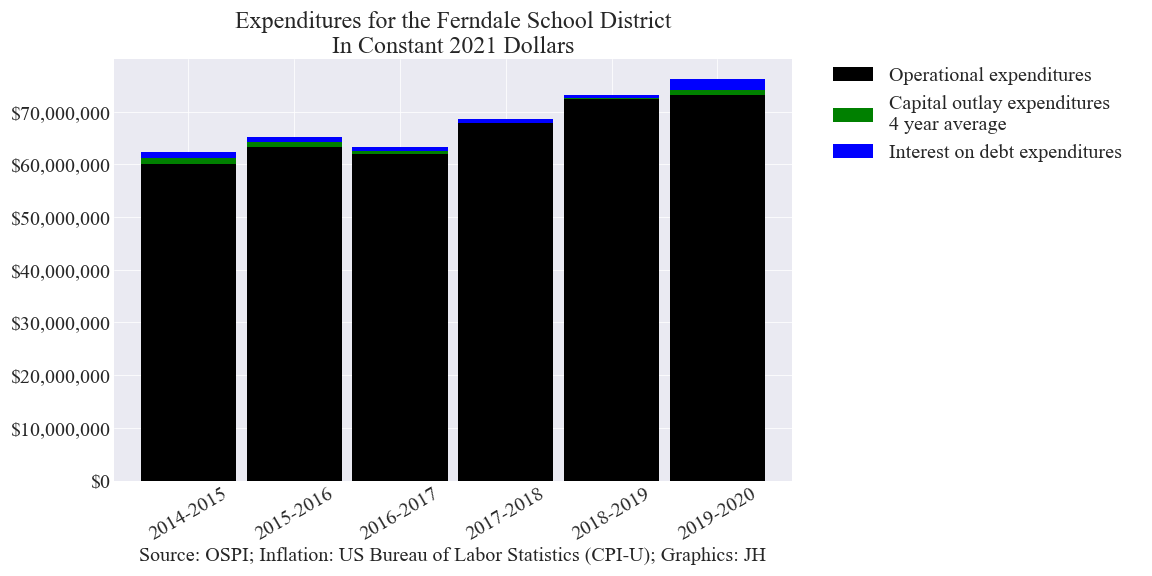 Expenditures for the Ferndale School District
In Constant 2021 Dollars
Operational expenditures
Capital outlay expenditures
4 year average
Interest on debt expenditures
$70,000,000
$60,000,000
$50,000,000
$40,000,000
$30,000,000
$20,000,000
$10,000,000
$0
2014-2015
2015-2016
2016-2017
2017-2018
2018-2019
2019-2020
Source: OSPI; Inflation: US Bureau of Labor Statistics (CPI-U); Graphics: JH